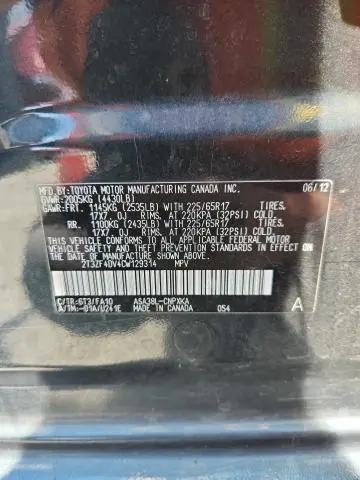 MFD.BY:TOYOTA MOTOR MANUFACTURING CANADA INC. 06/12
GVWR:2005KG (4430LB)
GAWR:FRT. 1145KG (2535LB) WITH 225/65R17 TIRES,
17X7.0J RIMS, AT 220KPA (32PSI) COLD.
RR 1100KG (2435LB) WITH 225/65R17 TIRES,
17X7.0J RIMS, AT 220KPA (32PSI) COLD.
THIS VEHICLE CONFORMS TO ALL APPLICABLE FEDERAL
MOTOR VEHICLE SAFETY STANDARDS IN EFFECT ON
THE DATE OF MANUFACTURE SHOWN ABOVE.
2T3ZF4DV4CW129314 MPV
C/TR:6T3/FA10 ASA38L-CNPXKA
A/TM:-01A/U241E MADE IN CANADA 054 A